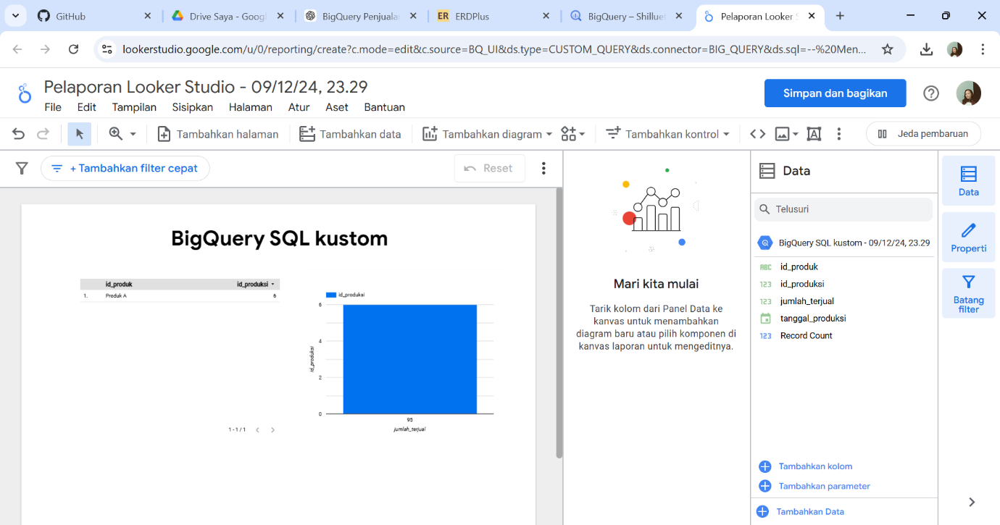 GitHub
Drive Saya - Goog
BigQuery Penjuala
ER ERDPlus
BigQuery – Shillue
Pelaporan Looker S
lookerstudio.google.com/u/0/reporting/create?c.mode=edit&c.source=BQ_UI&ds.type=CUSTOM_QUERY&ds.connector=BIG_QUERY&ds.sql=--%20Men...
Pelaporan Looker Studio - 09/12/24, 23.29
Simpan dan bagikan
File Edit Tampilan Sisipkan Halaman Atur Aset Bantuan
Tambahkan halaman
Tambahkan data
Tambahkan diagram
Tambahkan kontrol
Jeda pembaruan
+ Tambahkan filter cepat
Reset
BigQuery SQL kustom
id_produk id_produksi
1. Produk A 6
1 - 1 / 1
id_produksi
6
4
2
0
id_produksi
95
jumlah_terjual
Mari kita mulai
Tarik kolom dari Panel Data ke
kanvas untuk menambahkan
diagram baru atau pilih komponen di
kanvas laporan untuk mengeditnya.
Data
Telusuri
BigQuery SQL kustom - 09/12/24, 23.29
ABC id_produk
123 id_produksi
123 jumlah_terjual
tanggal_produksi
123 Record Count
Tambahkan kolom
Tambahkan parameter
Tambahkan Data
Data
Properti
Batang
filter